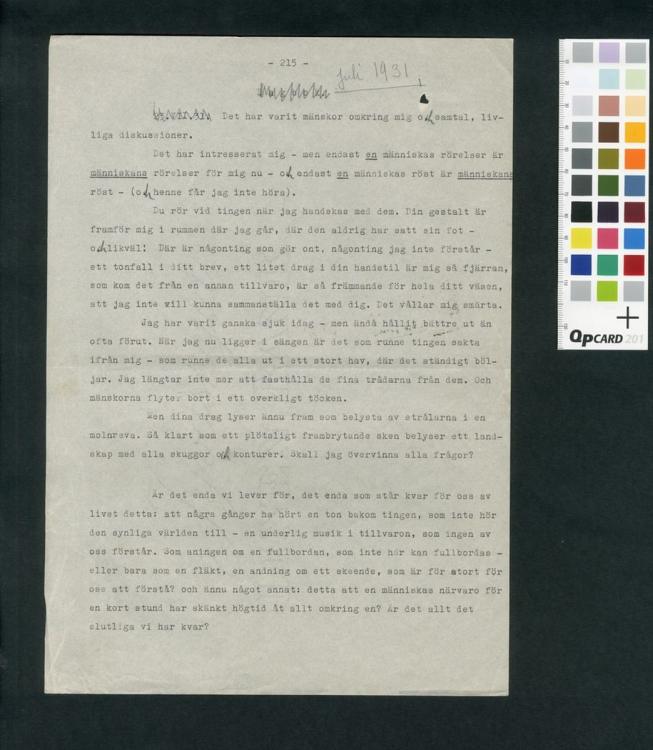 - 215 -
juli 1931
Det har varit mänskor omkring mig och samtal, liv-
liga diskussioner.
Det har intresserat mig - men endast en människas rörelser är
människans rörelser för mig nu - och endast en människas röst är människans
röst - (och henne får jag inte höra).
Du rör vid tingen när jag handskas med dem. Din gestalt är
framför mig i rummen där jag går, där den aldrig har satt sin fot -
och likväl: Där är någonting som gör ont, någonting jag inte förstår -
ett tonfall i ditt brev, ett litet drag i din handstil är mig så fjärran,
som kom det från en annan tillvaro, är så främmande för hela ditt väsen,
att jag inte vill kunna sammanställa det med dig. Det vållar mig smärta.
Jag har varit ganska sjuk idag - men ändå hållit bättre ut än
ofta förut. När jag nu ligger i sängen är det som runne tingen sakta
ifrån mig - som runne de alla ut i ett stort hav, där det ständigt böl-
jar. Jag längtar inte mer att fasthålla de fina trådarna från dem. Och
mänskorna flyter bort i ett overkligt töcken.
Men dina drag lyser ännu fram som belysta av strålarna i en
molnreva. Så klart som ett plötsligt frambrytande sken belyser ett land-
skap med alla skuggor och konturer. Skall jag övervinna alla frågor?
Är det enda vi lever för, det enda som står kvar för oss av
livet detta: att några gånger ha hört en ton bakom tingen, som inte hör
den synliga världen till - en underlig musik i tillvaron, som ingen av
oss förstår. Som aningen om en fullbordan, som inte här kan fullbordas -
eller bara som en fläkt, en andning om ett skeende, som är för stort för
oss att förstå? och ännu något annat: detta att en människas närvaro för
en kort stund har skänkt högtid åt allt omkring en? Är det allt det
slutliga vi har kvar?
QPCARD 201